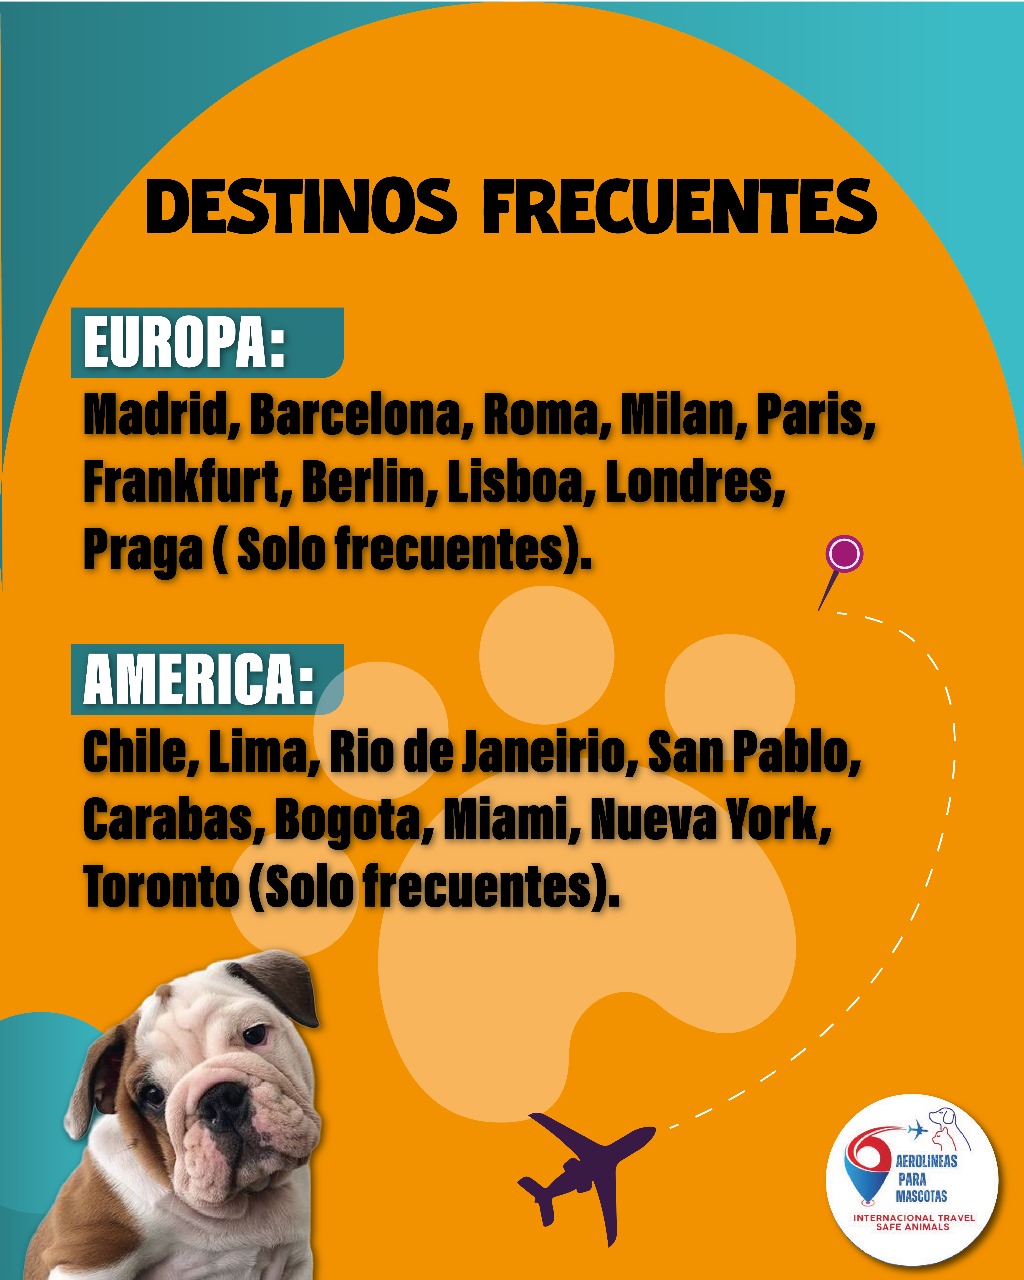 DESTINOS FRECUENTES
EUROPA:
Madrid, Barcelona, Roma, Milan, Paris,
Frankfurt, Berlin, Lisboa, Londres,
Praga ( Solo frecuentes).
AMERICA:
Chile, Lima, Rio de Janeirio, San Pablo,
Carabas, Bogota, Miami, Nueva York,
Toronto (Solo frecuentes).
AEROLINEAS
PARA
MASCOTAS
INTERNACIONAL TRAVEL
SAFE ANIMALS